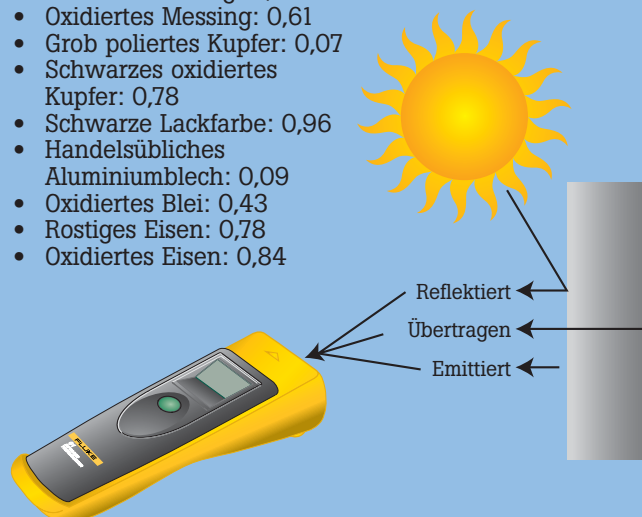 • Oxidiertes Messing: 0,61
• Grob poliertes Kupfer: 0,07
• Schwarzes oxidiertes
Kupfer: 0,78
• Schwarze Lackfarbe: 0,96
• Handelsübliches
Aluminiumblech: 0,09
• Oxidiertes Blei: 0,43
• Rostiges Eisen: 0,78
• Oxidiertes Eisen: 0,84
Reflektiert
Übertragen
Emittiert
FLUKE